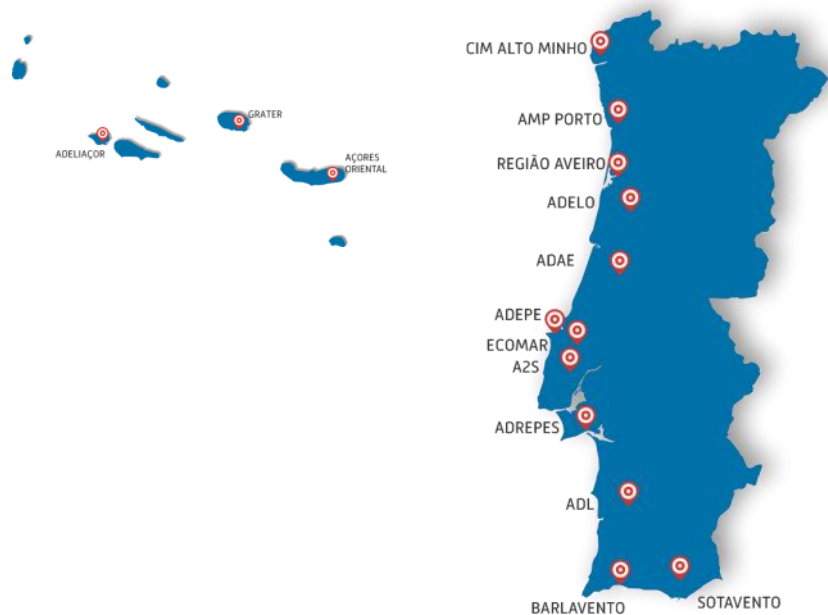 GRATER
ADELIAÇOR
AÇORES
ORIENTAL
CIM ALTO MINHO
AMP PORTO
REGIÃO AVEIRO
ADELO
ADAE
ADEPE
ECOMAR
A2S
ADREPES
ADL
BARLAVENTO
SOTAVENTO